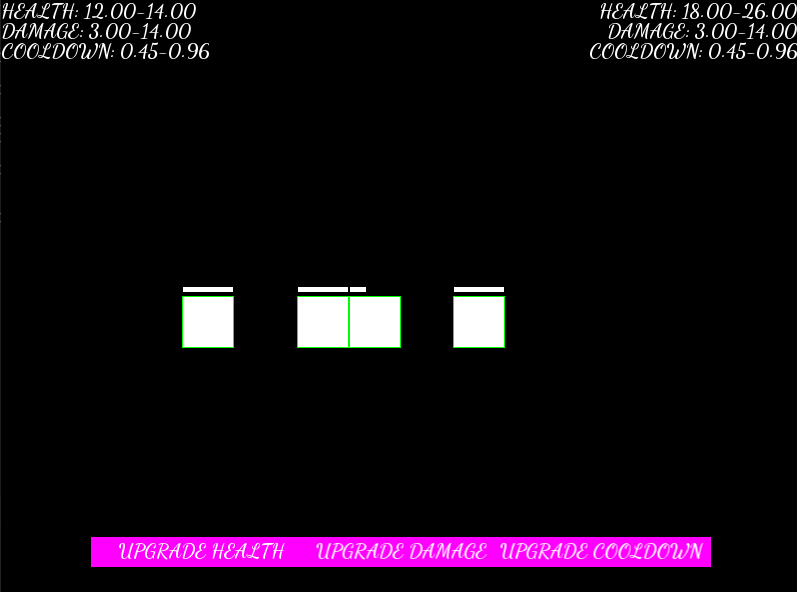 HEALTH: 12.00-14.00
DAMAGE: 3.00-14.00
COOLDOWN: 0.45-0.96
HEALTH: 18.00-26.00
DAMAGE: 3.00-14.00
COOLDOWN: 0.45-0.96
UPGRADE HEALTH UPGRADE DAMAGE UPGRADE COOLDOWN